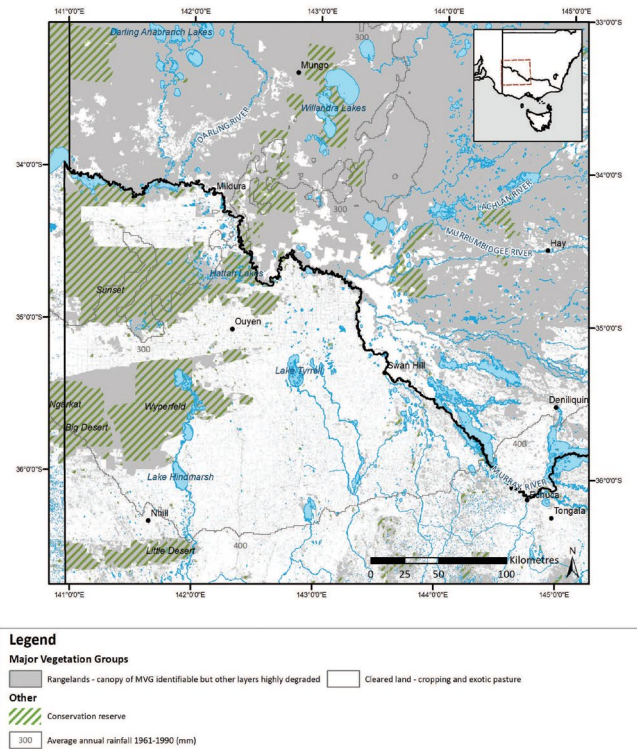 141°0'0"E 142°0'0"E 143°0'0"E 144°0'0"E 145°0'0"E
33°0'0"S
Darling Anabranch Lakes
300
Mungo
Willandra Lakes
DARLING RIVER
34°0'0"S
34°0'0"S
Mildura
300
LACHLAN RIVER
MURRUMBIDGEE RIVER
Hay
Hattah Lakes
Sunset
35°0'0"S
35°0'0"S
Ouyen
300
Lake Tyrrell
Swan Hill
Ngarkat
Wyperfeld
Deniliquin
Big Desert
400
36°0'0"S
36°0'0"S
Lake Hindmarsh
MURRAY RIVER
Echuca
Nhill
Tongala
Little Desert
400
Kilometres
N
0 25 50 100
141°0'0"E 142°0'0"E 143°0'0"E 144°0'0"E 145°0'0"E
Legend
Major Vegetation Groups
Rangelands - canopy of MVG identifiable but other layers highly degraded
Cleared land - cropping and exotic pasture
Other
Conservation reserve
300 Average annual rainfall 1961-1990 (mm)